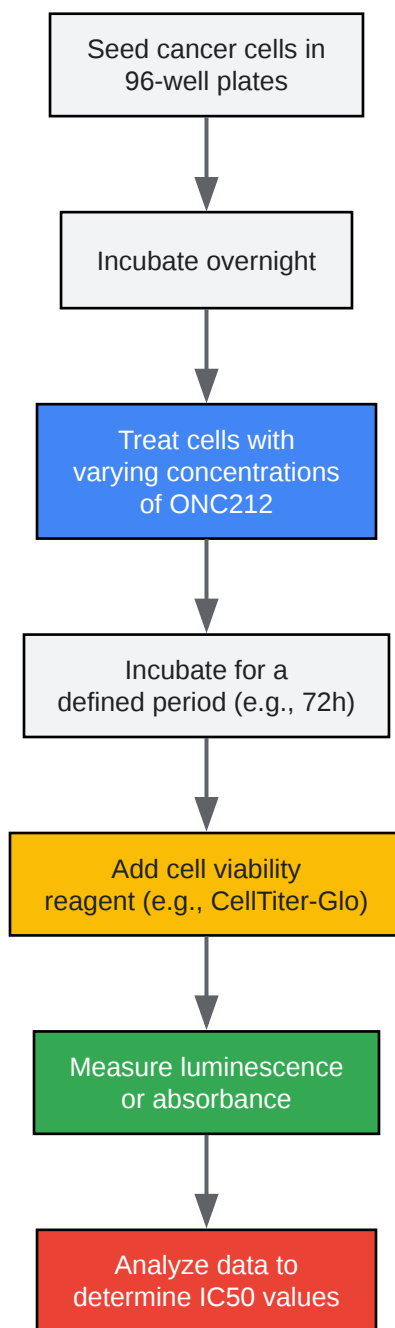 Seed cancer cells in
96-well plates
Incubate overnight
Treat cells with
varying concentrations
of ONC212
Incubate for a
defined period (e.g., 72h)
Add cell viability
reagent (e.g., CellTiter-Glo)
Measure luminescence
or absorbance
Analyze data to
determine IC50 values